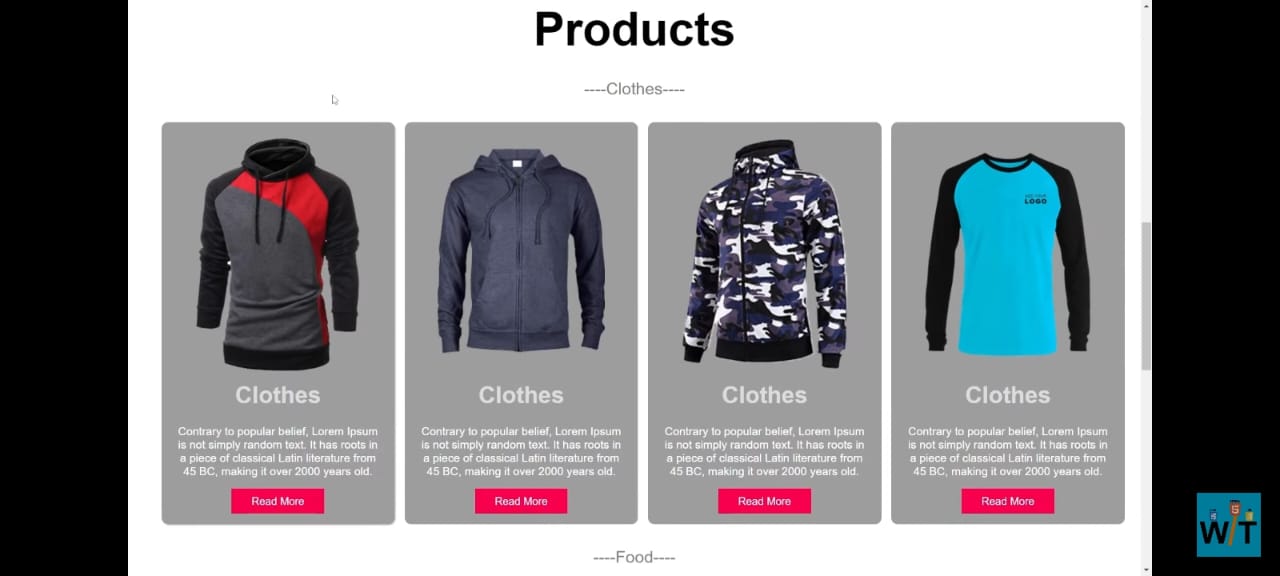 Products
----Clothes----
ADD YOUR
LOGO
Clothes
Contrary to popular belief, Lorem Ipsum
is not simply random text. It has roots in
a piece of classical Latin literature from
45 BC, making it over 2000 years old.
Read More
Clothes
Contrary to popular belief, Lorem Ipsum
is not simply random text. It has roots in
a piece of classical Latin literature from
45 BC, making it over 2000 years old.
Read More
Clothes
Contrary to popular belief, Lorem Ipsum
is not simply random text. It has roots in
a piece of classical Latin literature from
45 BC, making it over 2000 years old.
Read More
Clothes
Contrary to popular belief, Lorem Ipsum
is not simply random text. It has roots in
a piece of classical Latin literature from
45 BC, making it over 2000 years old.
Read More
----Food----
W/T